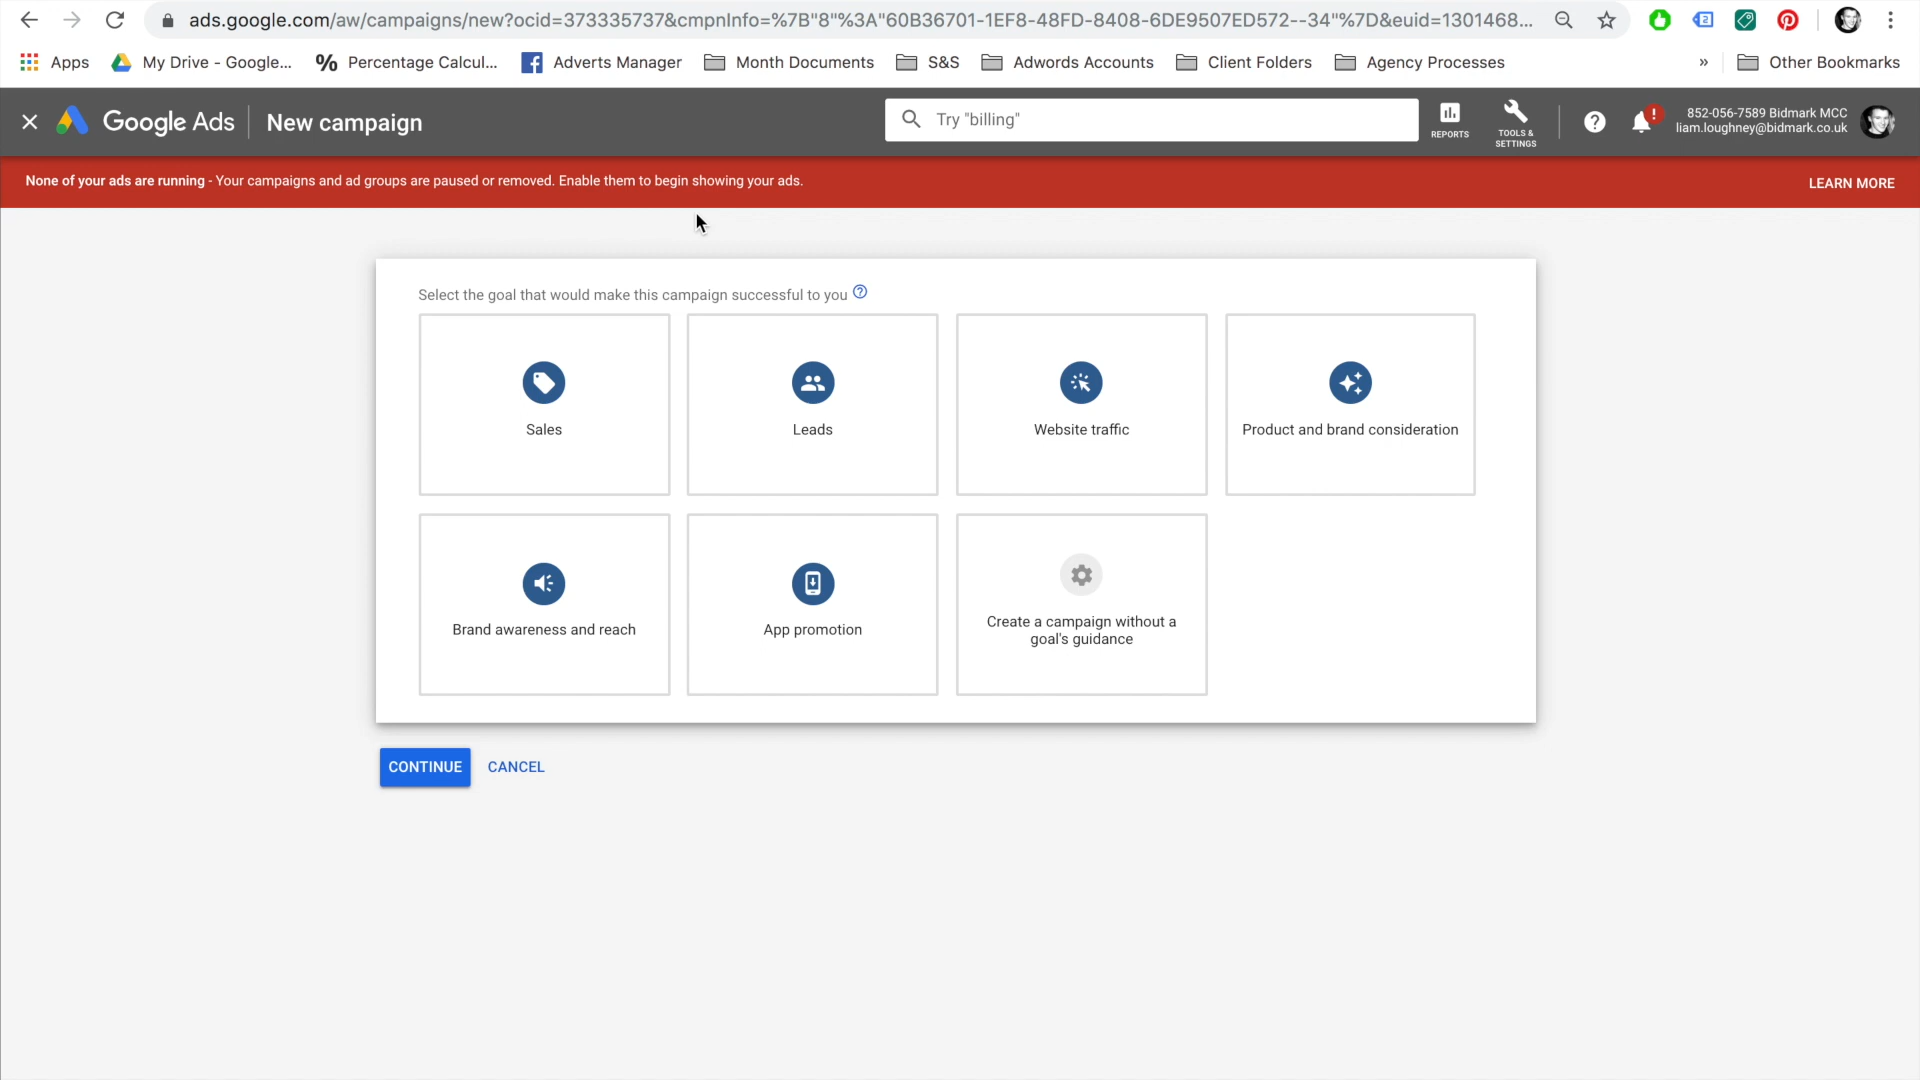 ads.google.com/aw/campaigns/new?ocid=373335737&cmpnInfo=%7B"8"%3A"60B36701-1EF8-48FD-8408-6DE9507ED572--34"%7D&euid=1301468...
Apps
My Drive - Google...
% Percentage Calcul...
Adverts Manager
Month Documents
S&S
Adwords Accounts
Client Folders
Agency Processes
»
Other Bookmarks
Google Ads
New campaign
Try "billing"
REPORTS
TOOLS &
SETTINGS
852-056-7589 Bidmark MCC
liam.loughney@bidmark.co.uk
None of your ads are running - Your campaigns and ad groups are paused or removed. Enable them to begin showing your ads.
LEARN MORE
Select the goal that would make this campaign successful to you
Sales
Leads
Website traffic
Product and brand consideration
Brand awareness and reach
App promotion
Create a campaign without a
goal's guidance
CONTINUE
CANCEL